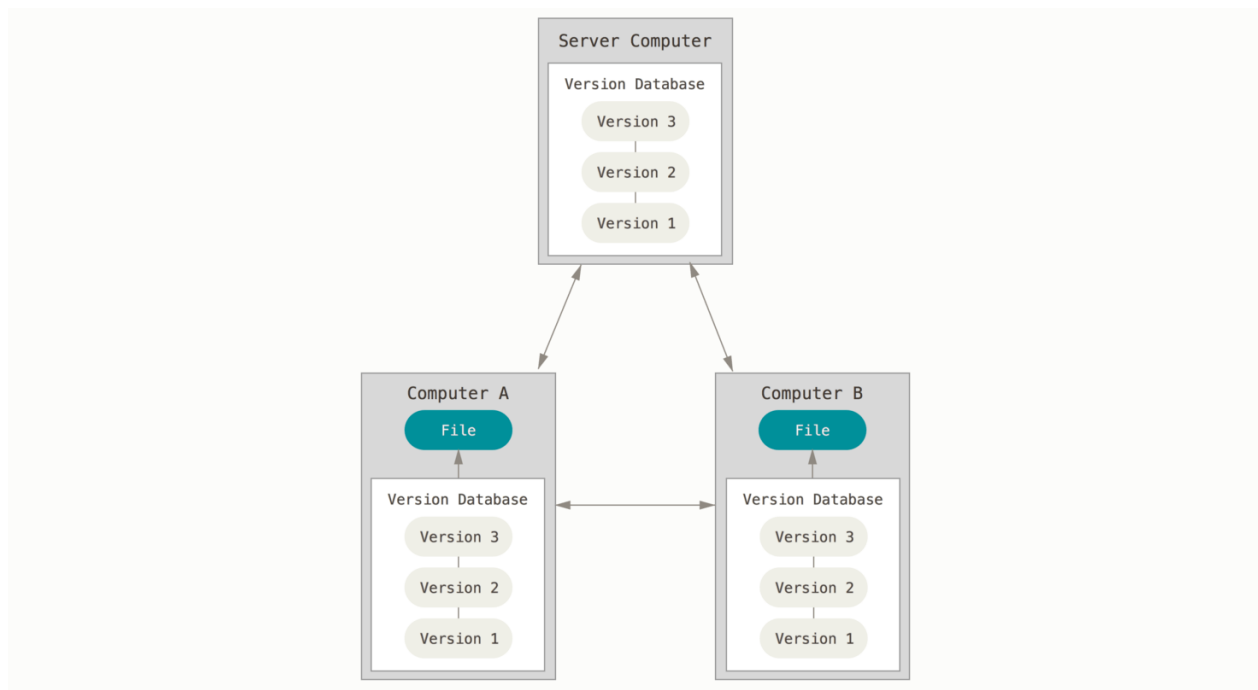 Server Computer
Version Database
Version 3
Version 2
Version 1
Computer A
File
Version Database
Version 3
Version 2
Version 1
Computer B
File
Version Database
Version 3
Version 2
Version 1